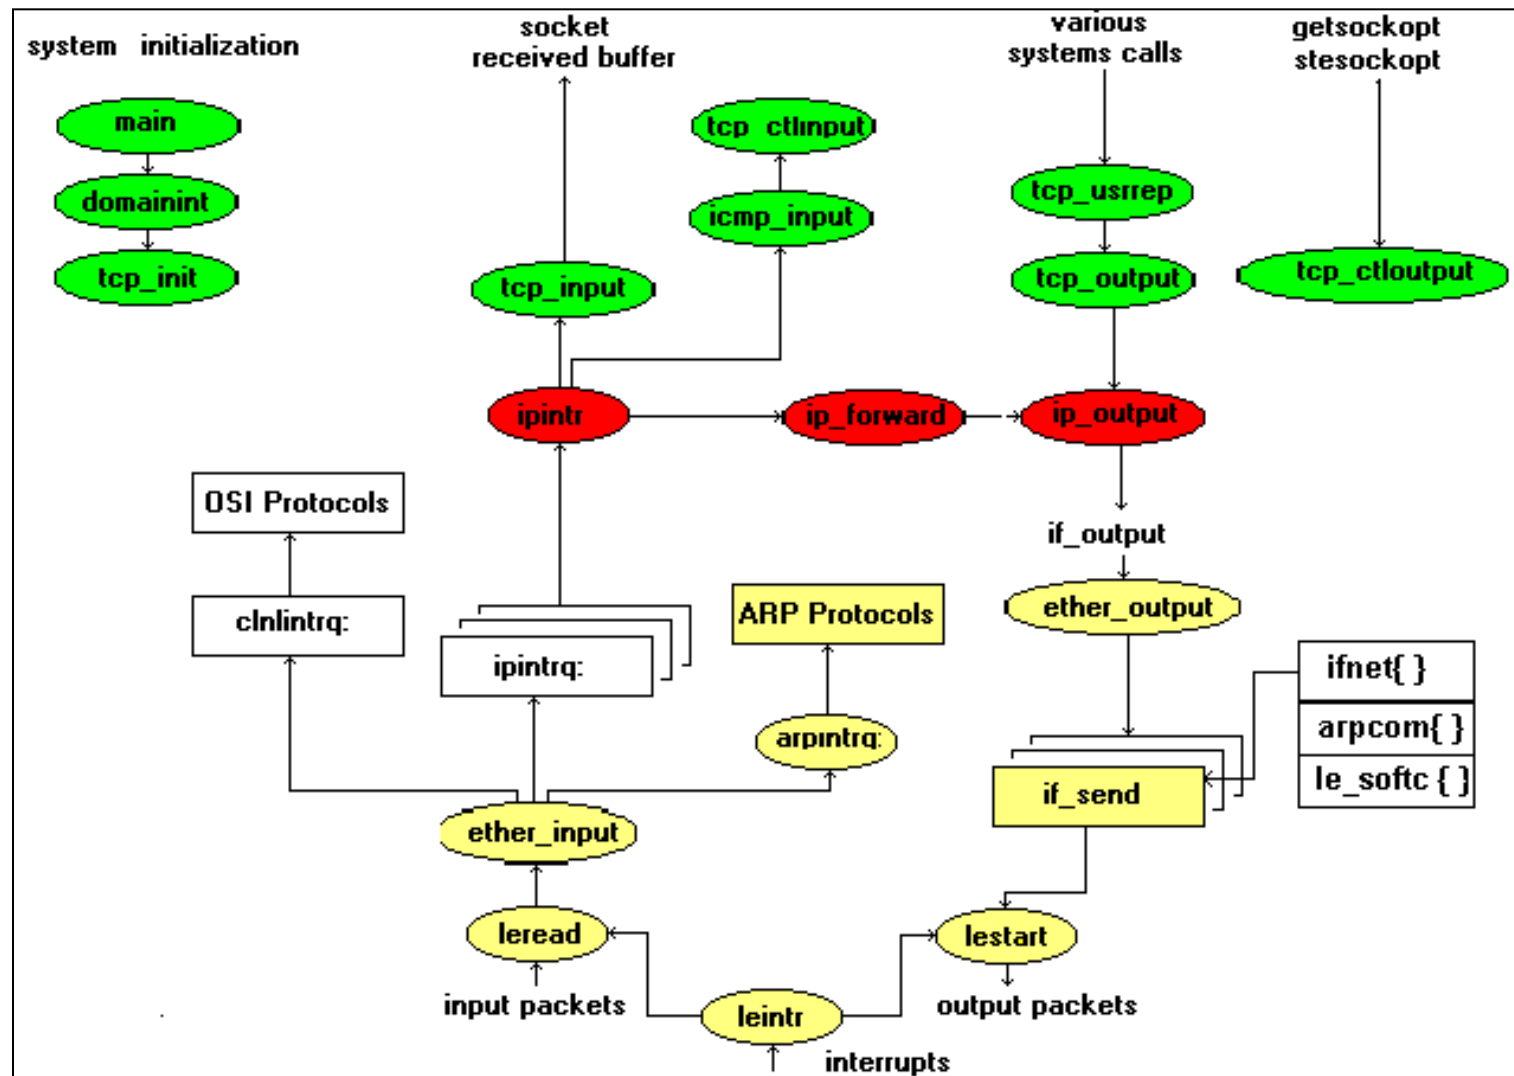 system initialization
socket
received buffer
various
systems calls
getsockopt
stesockopt
main
tcp_ctlinput
domainint
tcp_usrrep
icmp_input
tcp_init
tcp_input
tcp_output
tcp_ctloutput
ipintr
ip_forward
ip_output
OSI Protocols
if_output
clnlintrq:
ARP Protocols
ether_output
ipintrq:
ifnet{ }
arpintrq:
arpcom{ }
if_send
le_softc { }
ether_input
leread
lestart
input packets
leintr
output packets
interrupts